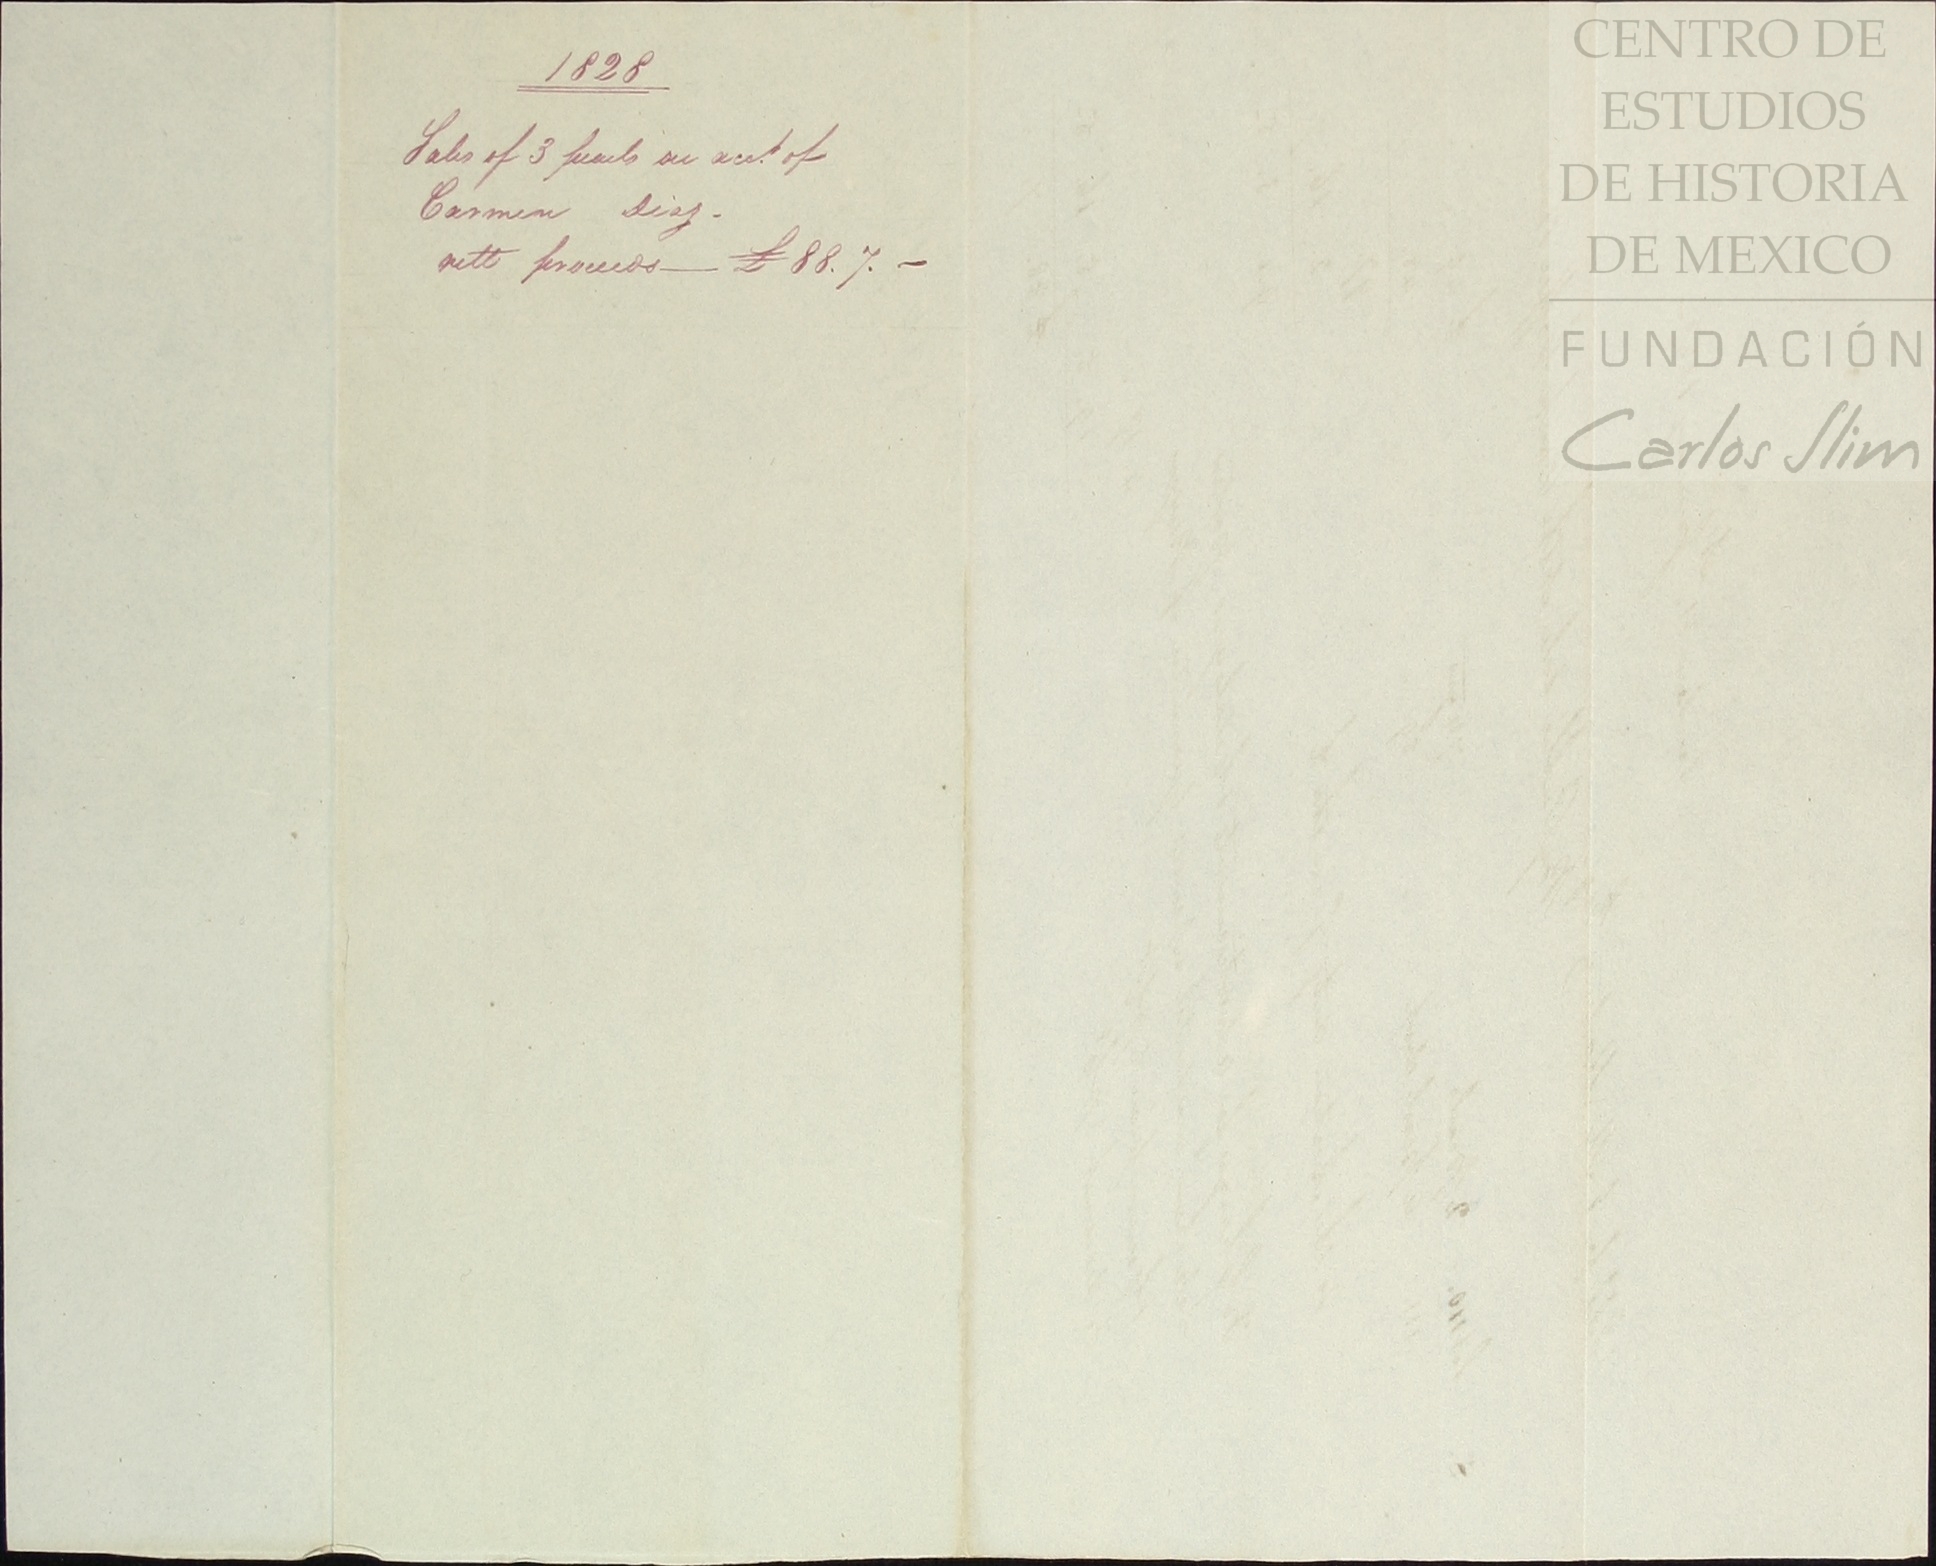 1828
Sales of 3 pearls on acct of
Carmen Diaz.
nett proceeds — £ 88. 7. –
CENTRO DE
ESTUDIOS
DE HISTORIA
DE MEXICO
FUNDACIÓN
Carlos Slim